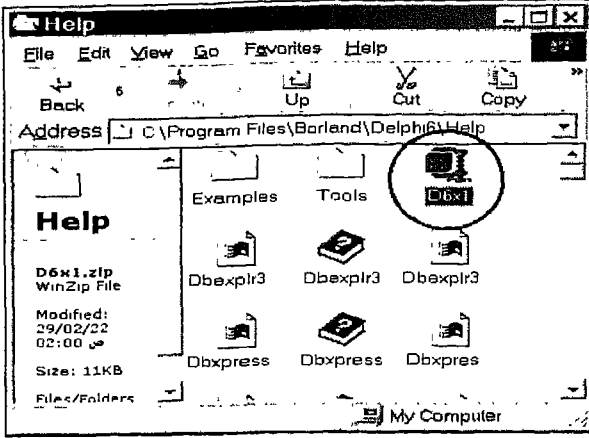 Help
File Edit View Go Favorites Help
Back Up Cut Copy »
Address C:\Program Files\Borland\Delphi6\Help
Examples Tools D6x1
Help
Dbexplr3 Dbexplr3 Dbexplr3
D6x1.zip
WinZip File
Modified:
29/02/22
02:00 ص
Dbxpress Dbxpress Dbxpres
Size: 11KB
Files/Folders
My Computer